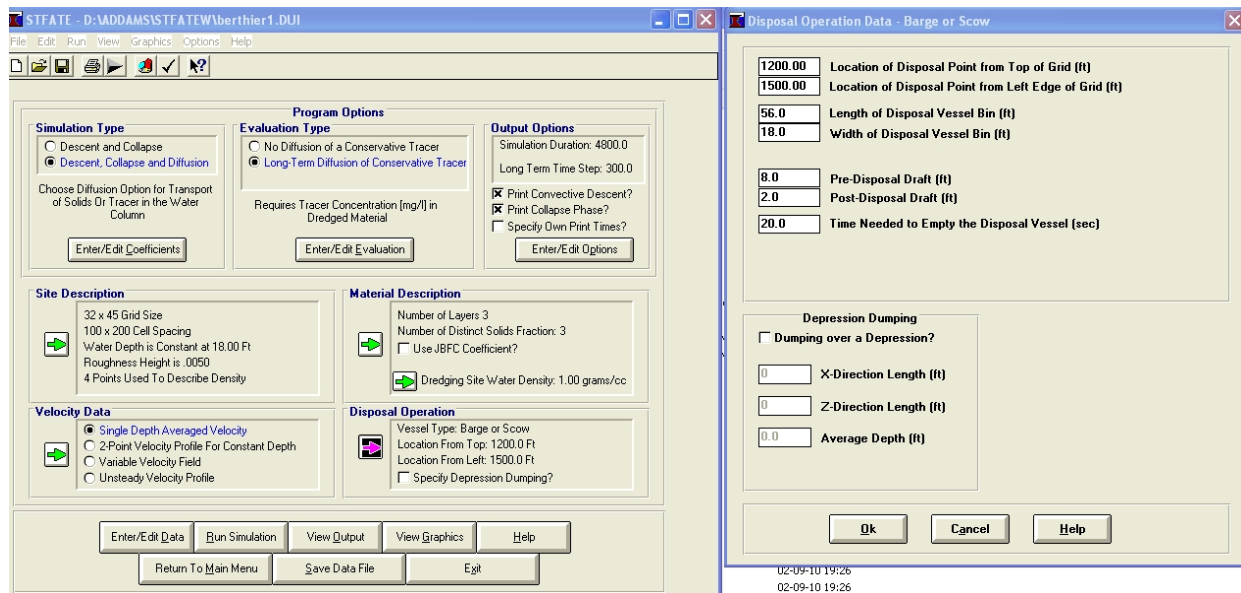 STFATE - D:\ADDAMS\STFATEW\berthier1.DUI
File Edit Run View Graphics Options Help
Program Options
Simulation Type
Descent and Collapse
Descent, Collapse and Diffusion
Choose Diffusion Option for Transport
of Solids Or Tracer in the Water
Column
Enter/Edit Coefficients
Evaluation Type
No Diffusion of a Conservative Tracer
Long-Term Diffusion of Conservative Tracer
Requires Tracer Concentration [mg/l] in
Dredged Material
Enter/Edit Evaluation
Output Options
Simulation Duration: 4800.0
Long Term Time Step: 300.0
Print Convective Descent?
Print Collapse Phase?
Specify Own Print Times?
Enter/Edit Options
Site Description
32 x 45 Grid Size
100 x 200 Cell Spacing
Water Depth is Constant at 18.00 Ft
Roughness Height is .0050
4 Points Used To Describe Density
Material Description
Number of Layers 3
Number of Distinct Solids Fraction: 3
Use JBFC Coefficient?
Dredging Site Water Density: 1.00 grams/cc
Velocity Data
Single Depth Averaged Velocity
2-Point Velocity Profile For Constant Depth
Variable Velocity Field
Unsteady Velocity Profile
Disposal Operation
Vessel Type: Barge or Scow
Location From Top: 1200.0 Ft
Location From Left: 1500.0 Ft
Specify Depression Dumping?
Enter/Edit Data Run Simulation View Output View Graphics Help
Return To Main Menu Save Data File Exit
Disposal Operation Data - Barge or Scow
1200.00 Location of Disposal Point from Top of Grid (ft)
1500.00 Location of Disposal Point from Left Edge of Grid (ft)
56.0 Length of Disposal Vessel Bin (ft)
18.0 Width of Disposal Vessel Bin (ft)
8.0 Pre-Disposal Draft (ft)
2.0 Post-Disposal Draft (ft)
20.0 Time Needed to Empty the Disposal Vessel (sec)
Depression Dumping
Dumping over a Depression?
0 X-Direction Length (ft)
0 Z-Direction Length (ft)
0.0 Average Depth (ft)
Ok Cancel Help
02-09-10 19:26
02-09-10 19:26